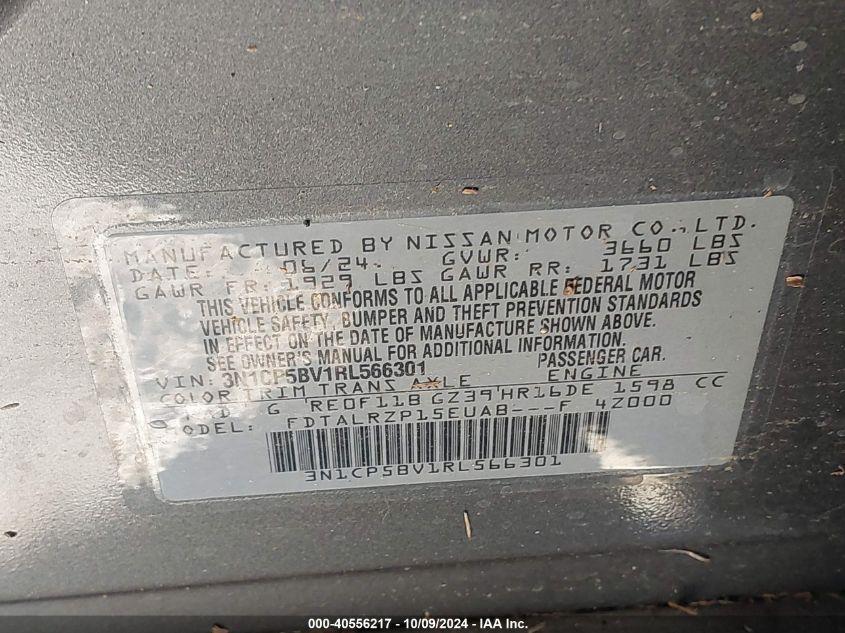 MANUFACTURED BY NISSAN MOTOR CO., LTD.
DATE: 06/24 GVWR: 3660 LBS
GAWR FR: 1929 LBS GAWR RR: 1731 LBS
THIS VEHICLE CONFORMS TO ALL APPLICABLE FEDERAL MOTOR
VEHICLE SAFETY, BUMPER AND THEFT PREVENTION STANDARDS
IN EFFECT ON THE DATE OF MANUFACTURE SHOWN ABOVE.
SEE OWNER'S MANUAL FOR ADDITIONAL INFORMATION.
VIN: 3N1CP5BV1RL566301 PASSENGER CAR.
COLOR TRIM TRANS AXLE ENGINE
G RE0F11B GZ39 HR16DE 1598 CC
MODEL: FDTALRZP15EUAB---F 4Z000
3N1CP5BV1RL566301
000-40556217 - 10/09/2024 - IAA Inc.